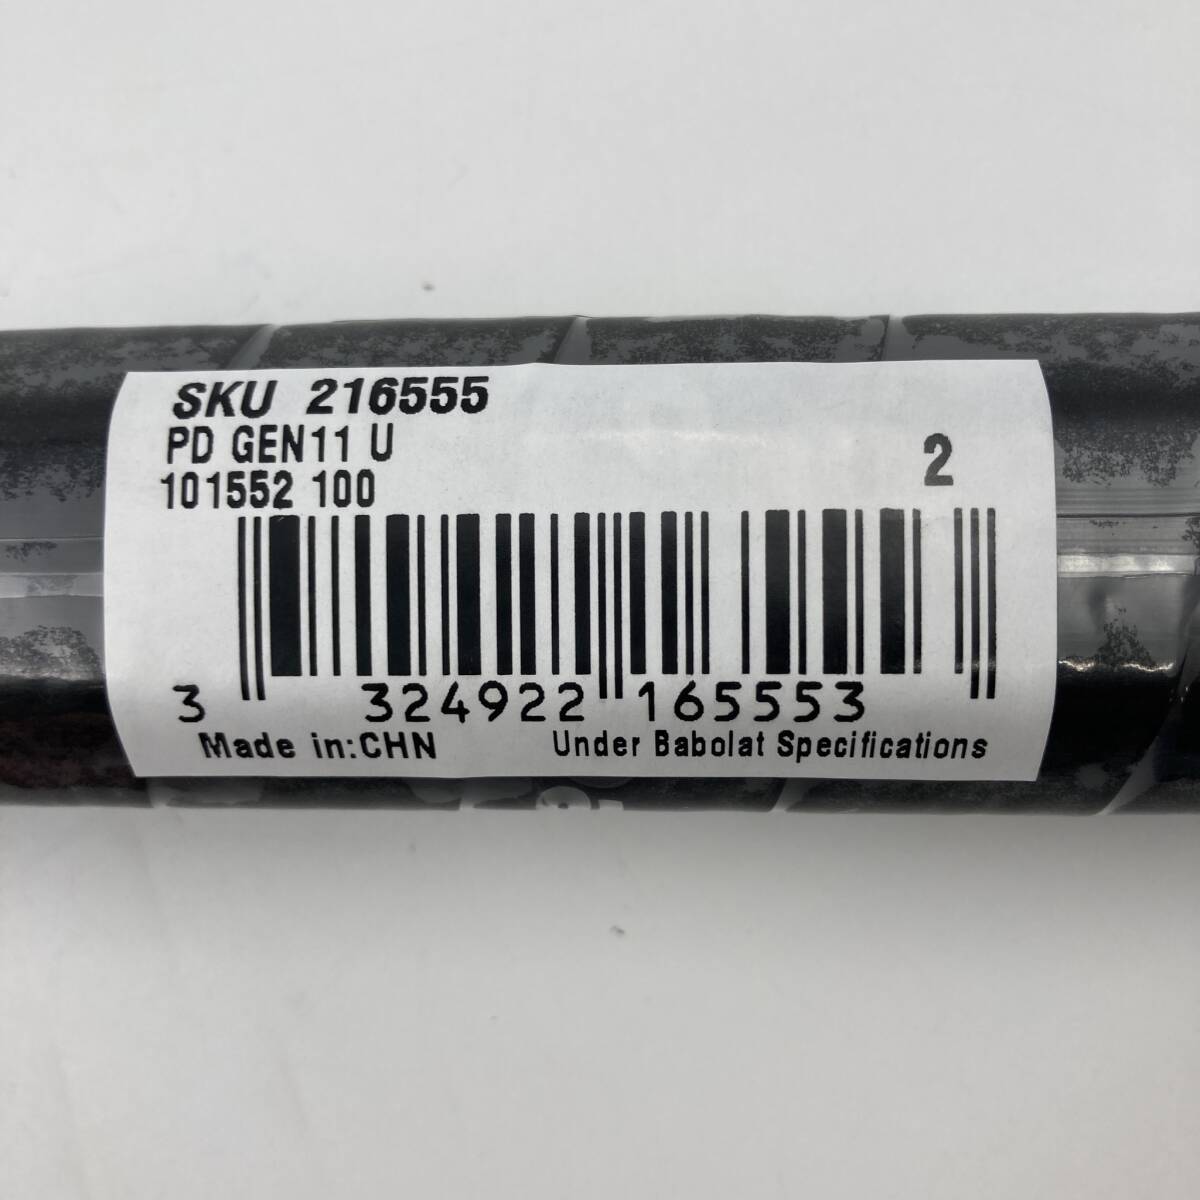 SKU 216555
PD GEN11 U
101552 100
2
3 324922 165553
Made in:CHN Under Babolat Specifications